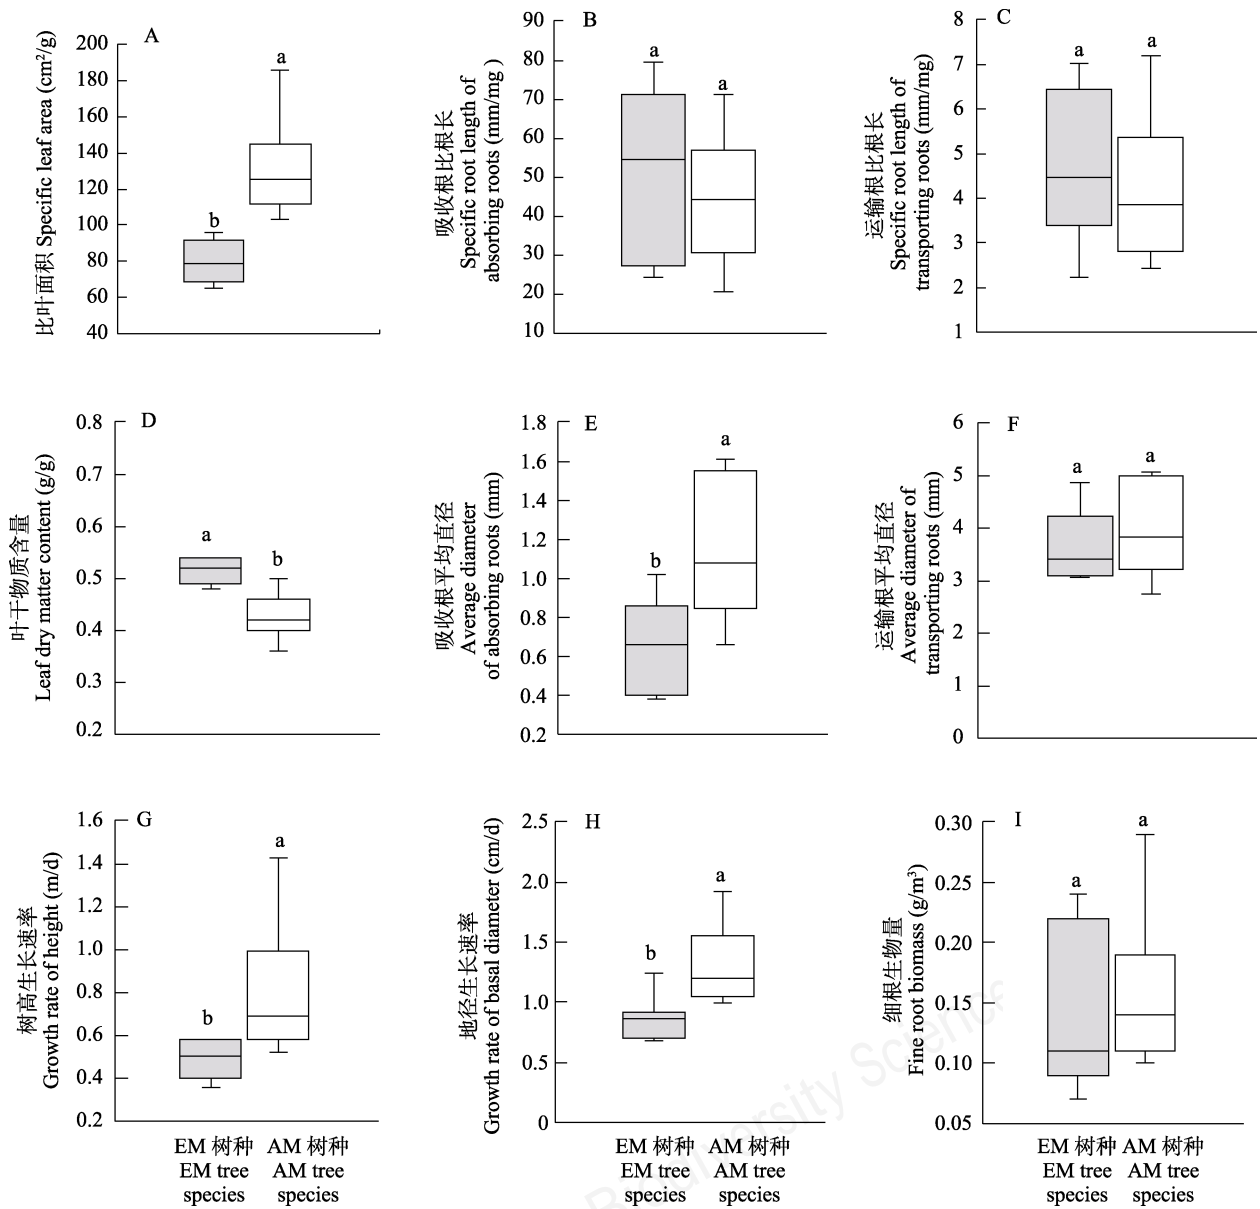 A
比叶面积 Specific leaf area (cm²/g)
200
180
160
140
120
100
80
60
40
b
a
B
吸收根比根长
Specific root length of
absorbing roots (mm/mg )
90
80
70
60
50
40
30
20
10
a
a
C
运输根比根长
Specific root length of
transporting roots (mm/mg)
8
7
6
5
4
3
2
1
a
a
D
叶干物质含量
Leaf dry matter content (g/g)
0.8
0.7
0.6
0.5
0.4
0.3
0.2
a
b
E
吸收根平均直径
Average diameter
of absorbing roots (mm)
1.8
1.6
1.4
1.2
1.0
0.8
0.6
0.4
0.2
b
a
F
运输根平均直径
Average diameter of
transporting roots (mm)
6
5
4
3
2
1
0
a
a
G
树高生长速率
Growth rate of height (m/d)
1.6
1.4
1.2
1.0
0.8
0.6
0.4
0.2
b
a
EM 树种
EM tree
species
AM 树种
AM tree
species
H
地径生长速率
Growth rate of basal diameter (cm/d)
2.5
2.0
1.5
1.0
0.5
0
b
a
EM 树种
EM tree
species
AM 树种
AM tree
species
I
细根生物量
Fine root biomass (g/m³)
0.30
0.25
0.20
0.15
0.10
0.05
a
a
EM 树种
EM tree
species
AM 树种
AM tree
species
Biodiversity Science